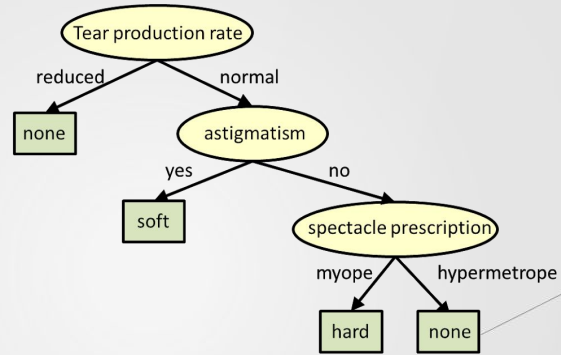 Tear production rate
reduced
normal
none
astigmatism
yes
no
soft
spectacle prescription
myope
hypermetrope
hard
none